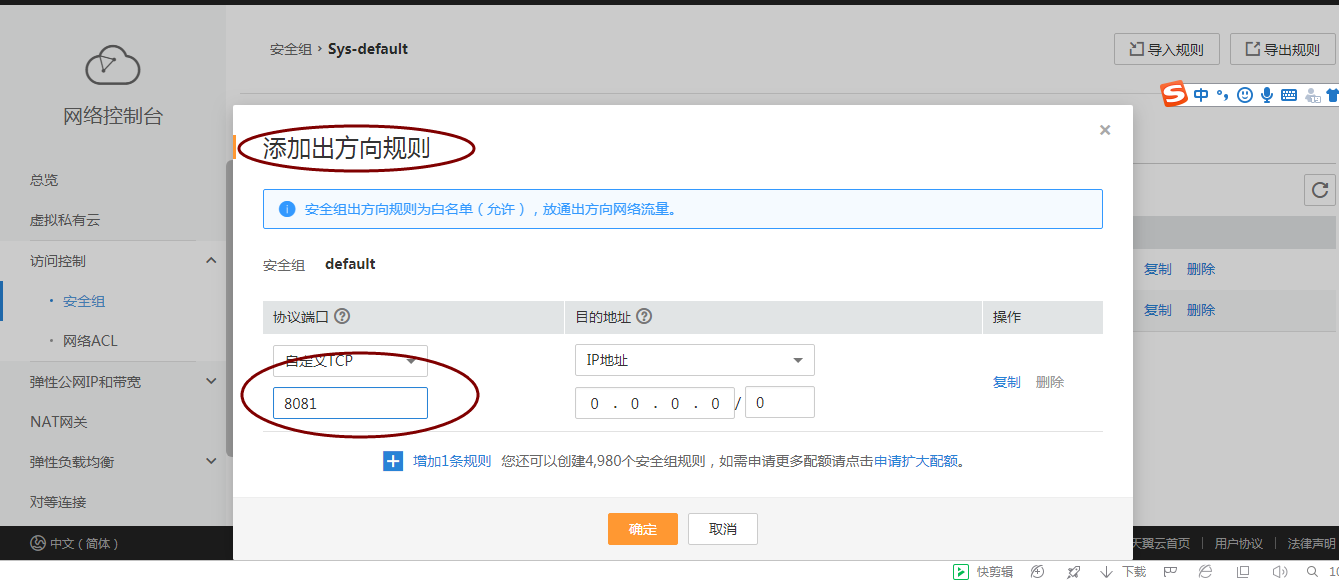 安全组 › Sys-default
导入规则
导出规则
中
网络控制台
总览
虚拟私有云
访问控制
安全组
网络ACL
弹性公网IP和带宽
NAT网关
弹性负载均衡
对等连接
中文（简体）
添加出方向规则
×
安全组出方向规则为白名单（允许），放通出方向网络流量。
安全组 default
协议端口 ? 目的地址 ? 操作
自定义TCP IP地址
复制 删除
8081 0 . 0 . 0 . 0 / 0
增加1条规则 您还可以创建4,980个安全组规则，如需申请更多配额请点击申请扩大配额。
确定 取消
复制 删除
复制 删除
天翼云首页 | 用户协议 | 法律声明
快剪辑 下载 10